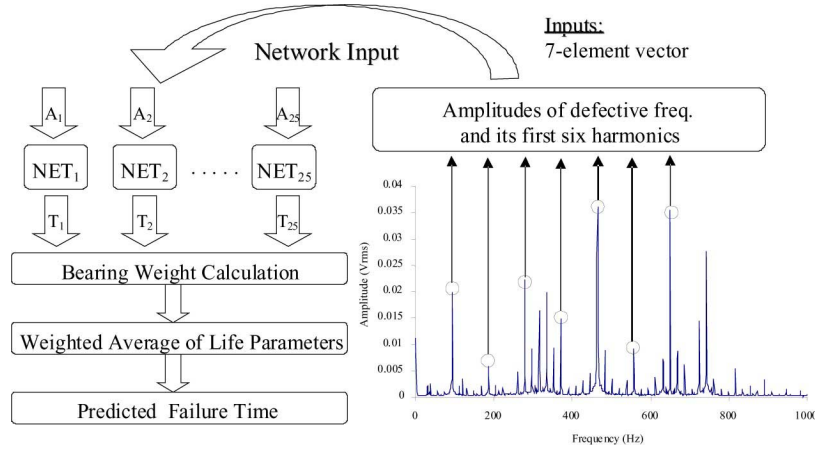 Inputs:
7-element vector
Network Input
A1 A2 A25
NET1 NET2 ..... NET25
T1 T2 T25
Bearing Weight Calculation
Weighted Average of Life Parameters
Predicted Failure Time
Amplitudes of defective freq.
and its first six harmonics
0.04
0.035
0.03
0.025
0.02
0.015
0.01
0.005
0
Amplitude (Vrms)
0 200 400 600 800 1000
Frequency (Hz)